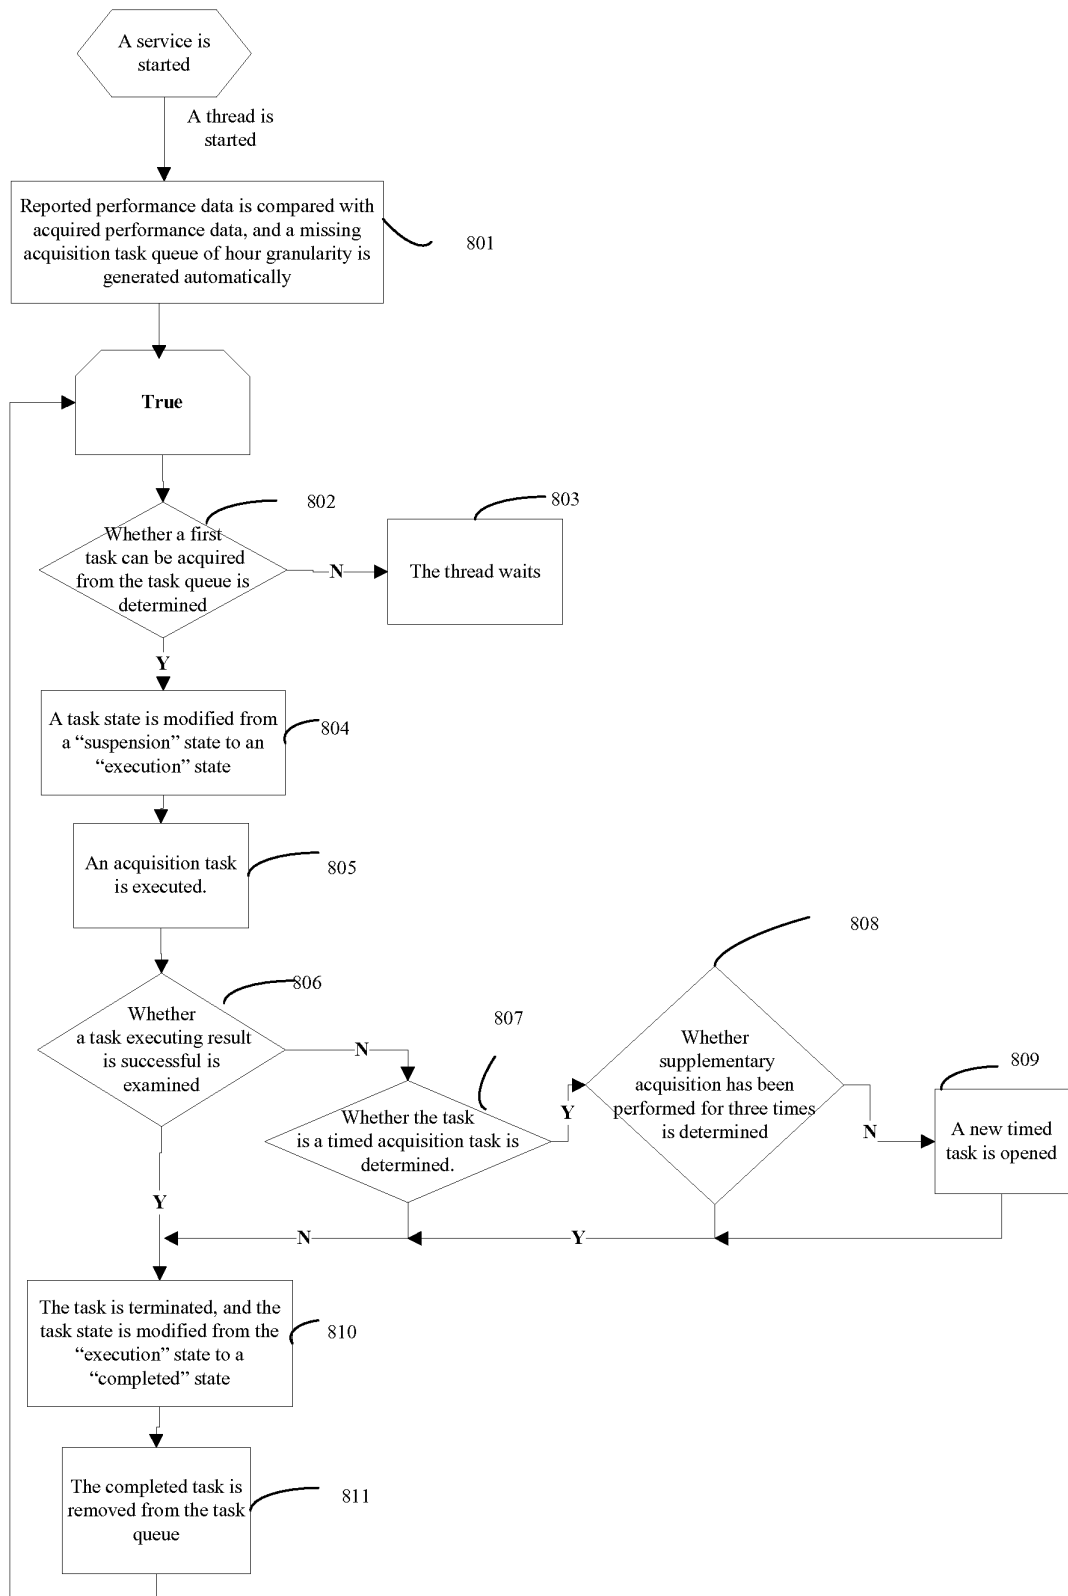 A service is
started
A thread is
started
Reported performance data is compared with
acquired performance data, and a missing
acquisition task queue of hour granularity is
generated automatically
801
True
802
Whether a first
task can be acquired
from the task queue is
determined
N
803
The thread waits
Y
A task state is modified from
a “suspension” state to an
“execution” state
804
An acquisition task
is executed.
805
806
Whether
a task executing result
is successful is
examined
N
807
Whether the task
is a timed acquisition task is
determined.
Y
808
Whether
supplementary
acquisition has been
performed for three times
is determined
N
809
A new timed
task is opened
Y
N
Y
The task is terminated, and the
task state is modified from the
“execution” state to a
“completed” state
810
The completed task is
removed from the task
queue
811